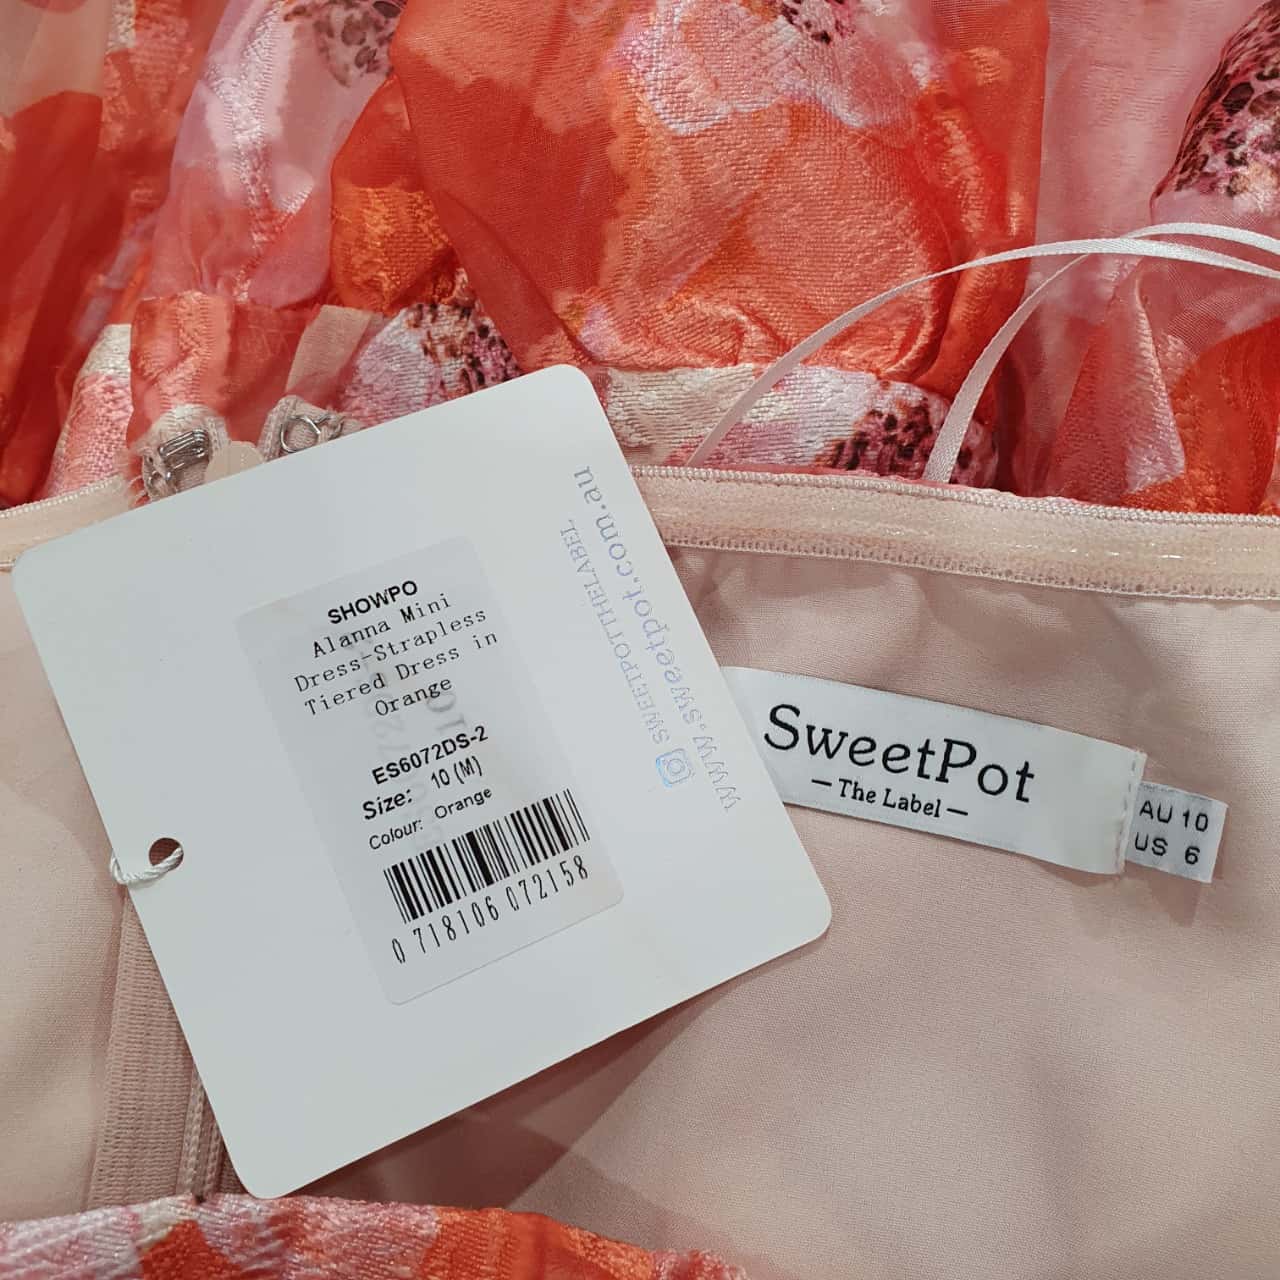 SHOWPO
Alanna Mini
Dress-Strapless
Tiered Dress in
Orange
ES6072DS-2
Size: 10 (M)
Colour: Orange
0 718106 072158
SWEETPOTTHELABEL
www.sweetpot.com.au
SweetPot
— The Label —
AU 10
US 6